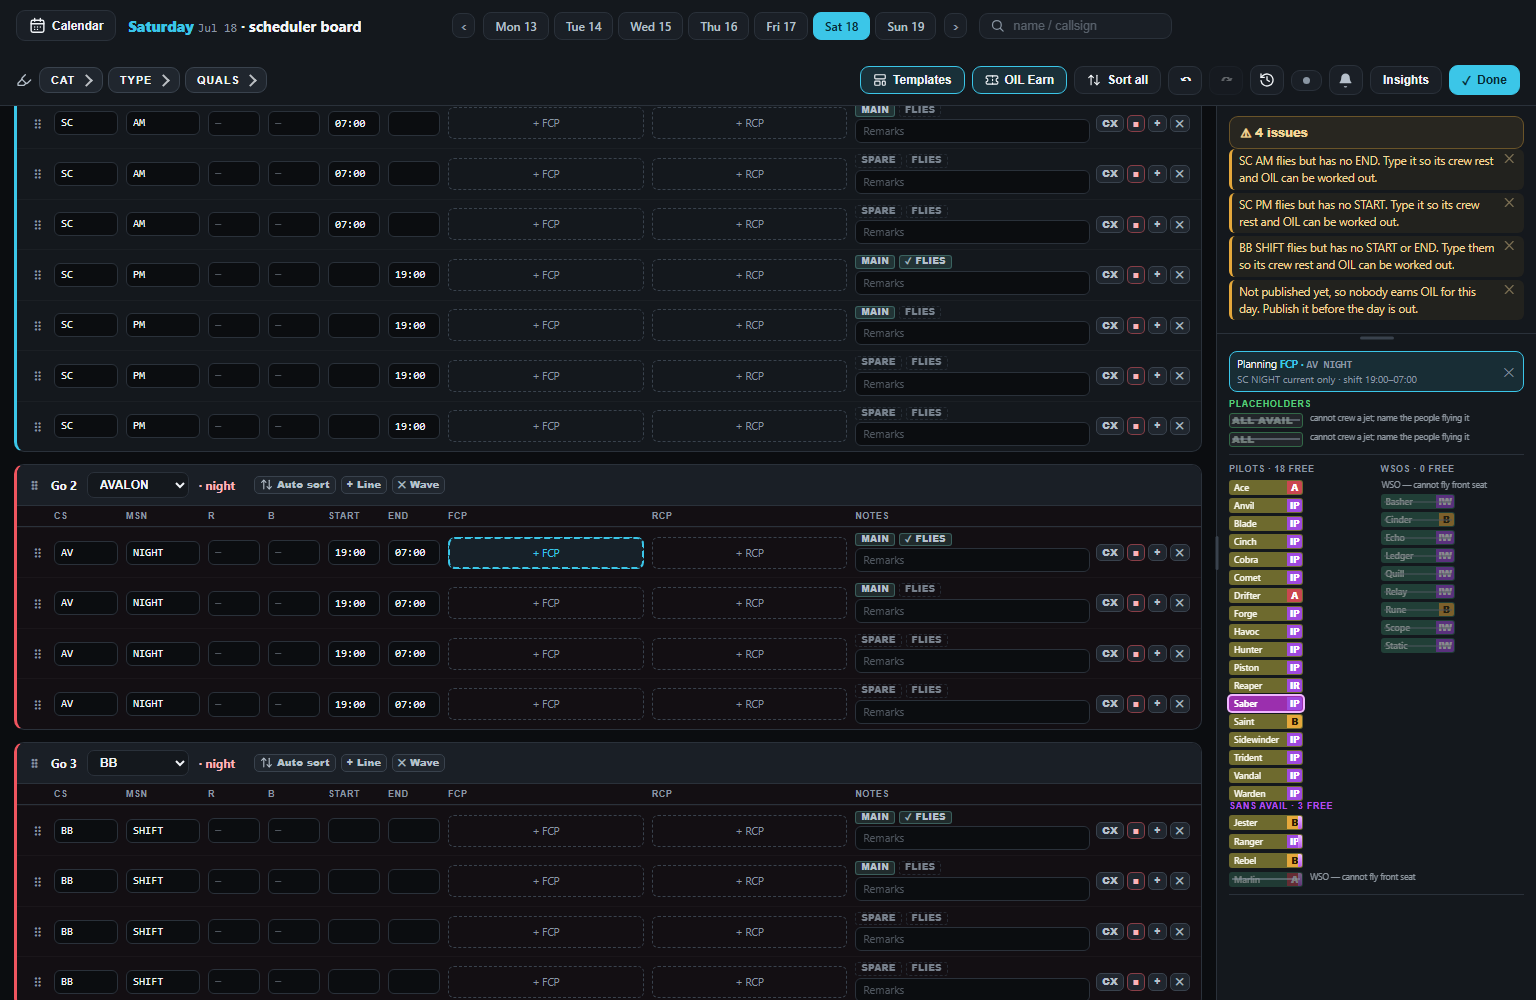 Calendar
Saturday Jul 18 · scheduler board
‹ Mon 13 Tue 14 Wed 15 Thu 16 Fri 17 Sat 18 Sun 19 ›
name / callsign
CAT TYPE QUALS
Templates OIL Earn Sort all Insights ✓ Done
SC AM – – 07:00 + FCP + RCP MAIN FLIES Remarks CX ■ + ✕
SC AM – – 07:00 + FCP + RCP SPARE FLIES Remarks CX ■ + ✕
SC AM – – 07:00 + FCP + RCP SPARE FLIES Remarks CX ■ + ✕
SC PM – – 19:00 + FCP + RCP MAIN ✓ FLIES Remarks CX ■ + ✕
SC PM – – 19:00 + FCP + RCP MAIN FLIES Remarks CX ■ + ✕
SC PM – – 19:00 + FCP + RCP SPARE FLIES Remarks CX ■ + ✕
SC PM – – 19:00 + FCP + RCP SPARE FLIES Remarks CX ■ + ✕
Go 2 AVALON · night Auto sort + Line ✕ Wave
CS MSN R B START END FCP RCP NOTES
AV NIGHT – – 19:00 07:00 + FCP + RCP MAIN ✓ FLIES Remarks CX ■ + ✕
AV NIGHT – – 19:00 07:00 + FCP + RCP MAIN FLIES Remarks CX ■ + ✕
AV NIGHT – – 19:00 07:00 + FCP + RCP SPARE FLIES Remarks CX ■ + ✕
AV NIGHT – – 19:00 07:00 + FCP + RCP SPARE FLIES Remarks CX ■ + ✕
Go 3 BB · night Auto sort + Line ✕ Wave
CS MSN R B START END FCP RCP NOTES
BB SHIFT – – + FCP + RCP MAIN ✓ FLIES Remarks CX ■ + ✕
BB SHIFT – – + FCP + RCP MAIN FLIES Remarks CX ■ + ✕
BB SHIFT – – + FCP + RCP SPARE FLIES Remarks CX ■ + ✕
BB SHIFT – – + FCP + RCP SPARE FLIES Remarks CX ■ + ✕
⚠ 4 issues
SC AM flies but has no END. Type it so its crew rest
and OIL can be worked out.
SC PM flies but has no START. Type it so its crew
rest and OIL can be worked out.
BB SHIFT flies but has no START or END. Type them
so its crew rest and OIL can be worked out.
Not published yet, so nobody earns OIL for this
day. Publish it before the day is out.
Planning FCP · AV NIGHT
SC NIGHT current only · shift 19:00–07:00
PLACEHOLDERS
ALL AVAIL cannot crew a jet; name the people flying it
ALL cannot crew a jet; name the people flying it
PILOTS · 18 FREE
Ace A
Anvil IP
Blade IP
Cinch IP
Cobra IP
Comet IP
Drifter A
Forge IP
Havoc IP
Hunter IP
Piston IP
Reaper IR
Saber IP
Saint B
Sidewinder IP
Trident IP
Vandal IP
Warden IP
WSOS · 0 FREE
WSO — cannot fly front seat
Basher IW
Cinder B
Echo IW
Ledger IW
Quill IW
Relay IW
Rune B
Scope IW
Static IW
SANS AVAIL · 3 FREE
Jester B
Ranger IP
Rebel B
Marlin A WSO — cannot fly front seat